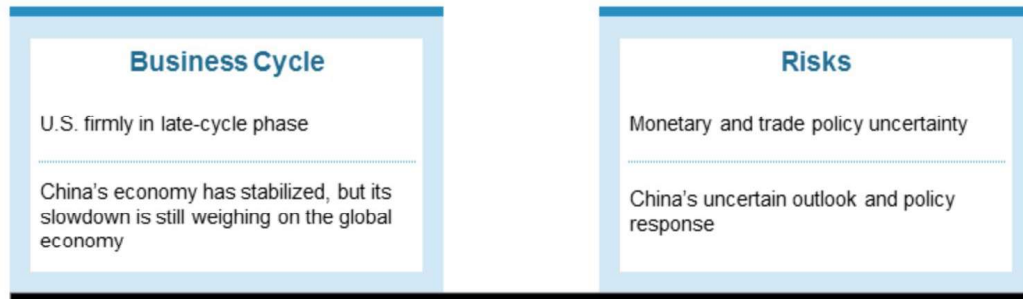 Business Cycle
U.S. firmly in late-cycle phase
China's economy has stabilized, but its
slowdown is still weighing on the global
economy
Risks
Monetary and trade policy uncertainty
China's uncertain outlook and policy
response